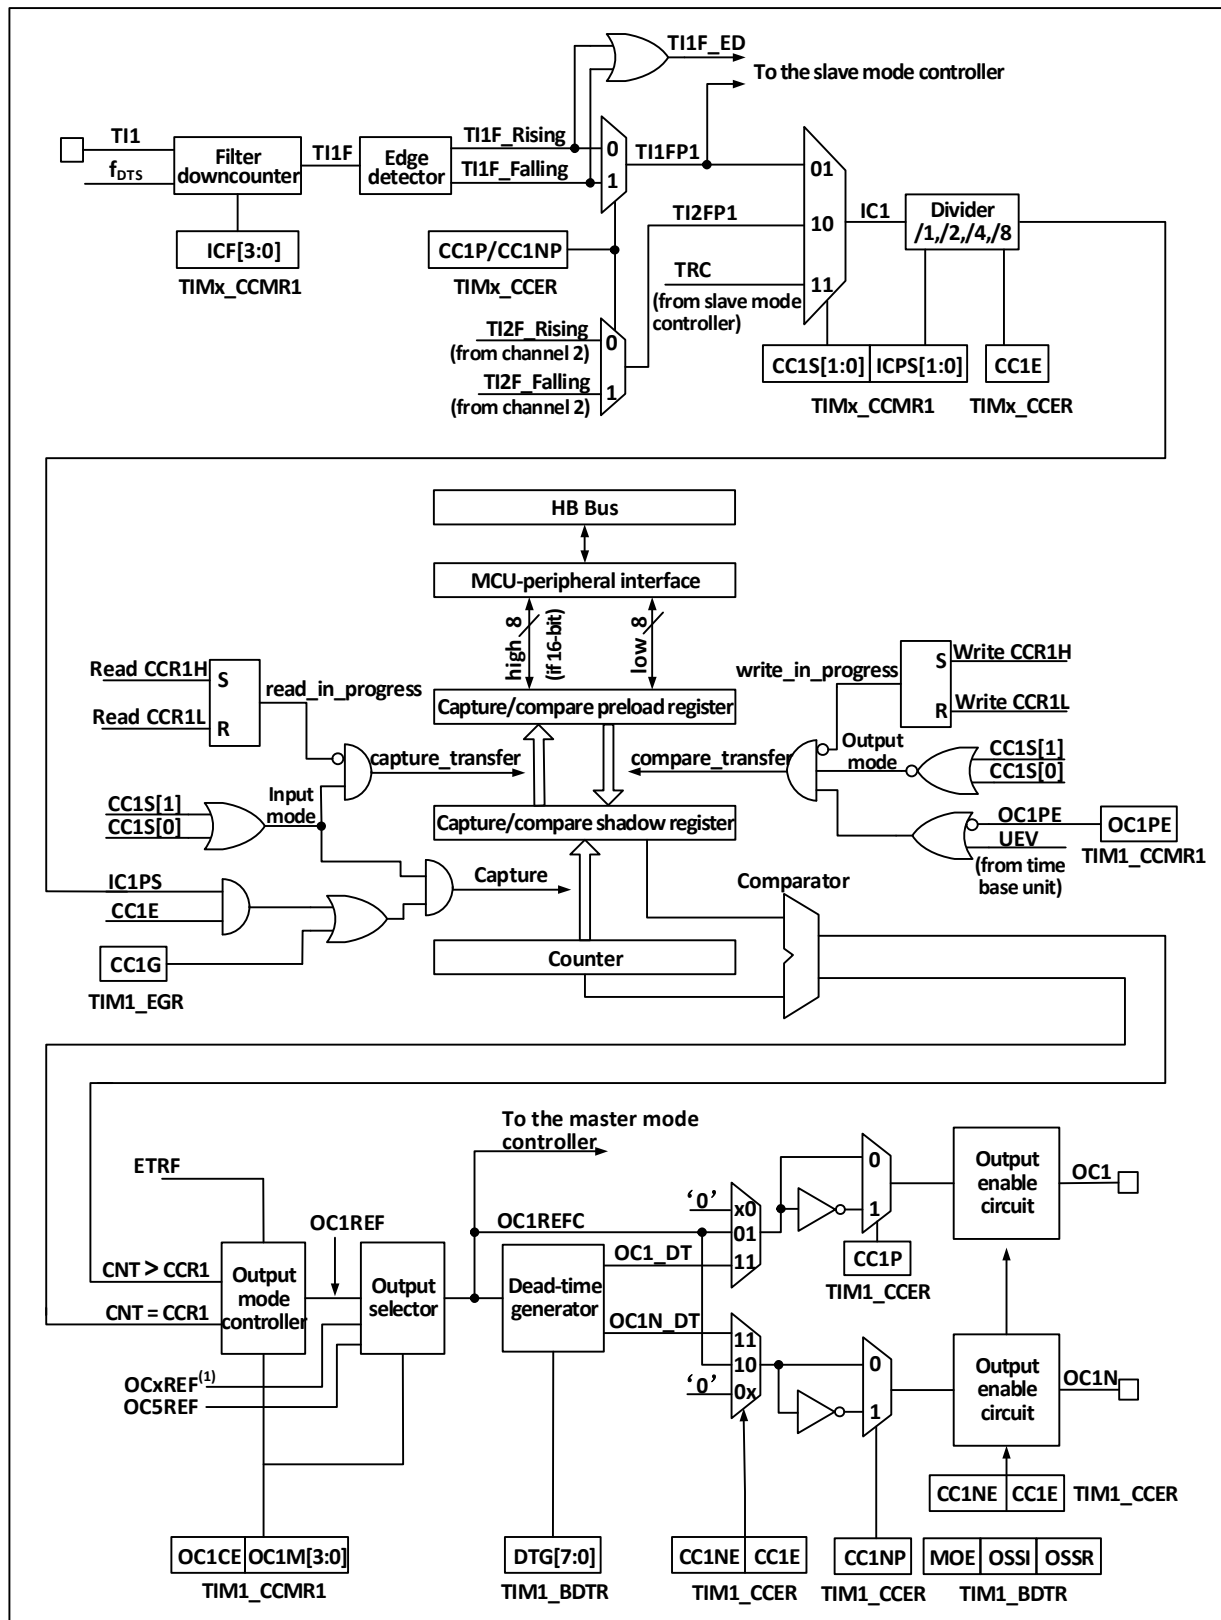 TI1F_ED
To the slave mode controller
TI1
fDTS
Filter
downcounter
TI1F
Edge
detector
TI1F_Rising
TI1F_Falling
0
1
TI1FP1
TI2FP1
TRC
(from slave mode
controller)
01
10
11
IC1
Divider
/1,/2,/4,/8
ICF[3:0]
TIMx_CCMR1
CC1P/CC1NP
TIMx_CCER
TI2F_Rising
(from channel 2)
TI2F_Falling
(from channel 2)
0
1
CC1S[1:0] ICPS[1:0]
TIMx_CCMR1
CC1E
TIMx_CCER
HB Bus
MCU-peripheral interface
high 8
(if 16-bit)
low 8
Read CCR1H
Read CCR1L
S
R
read_in_progress
write_in_progress
S
R
Write CCR1H
Write CCR1L
Capture/compare preload register
capture_transfer
compare_transfer
Output
mode
CC1S[1]
CC1S[0]
CC1S[1]
CC1S[0]
Input
mode
Capture/compare shadow register
OC1PE
UEV
(from time
base unit)
OC1PE
TIM1_CCMR1
IC1PS
CC1E
Capture
Comparator
CC1G
TIM1_EGR
Counter
To the master mode
controller
ETRF
OC1REF
OC1REFC
CNT > CCR1
CNT = CCR1
Output
mode
controller
Output
selector
Dead-time
generator
OC1_DT
OC1N_DT
OCxREF(1)
OC5REF
‘0’
x0
01
11
11
10
‘0’
0x
0
1
CC1P
TIM1_CCER
0
1
Output
enable
circuit
OC1
Output
enable
circuit
OC1N
CC1NE CC1E TIM1_CCER
OC1CE OC1M[3:0]
TIM1_CCMR1
DTG[7:0]
TIM1_BDTR
CC1NE CC1E
TIM1_CCER
CC1NP
TIM1_CCER
MOE OSSI OSSR
TIM1_BDTR